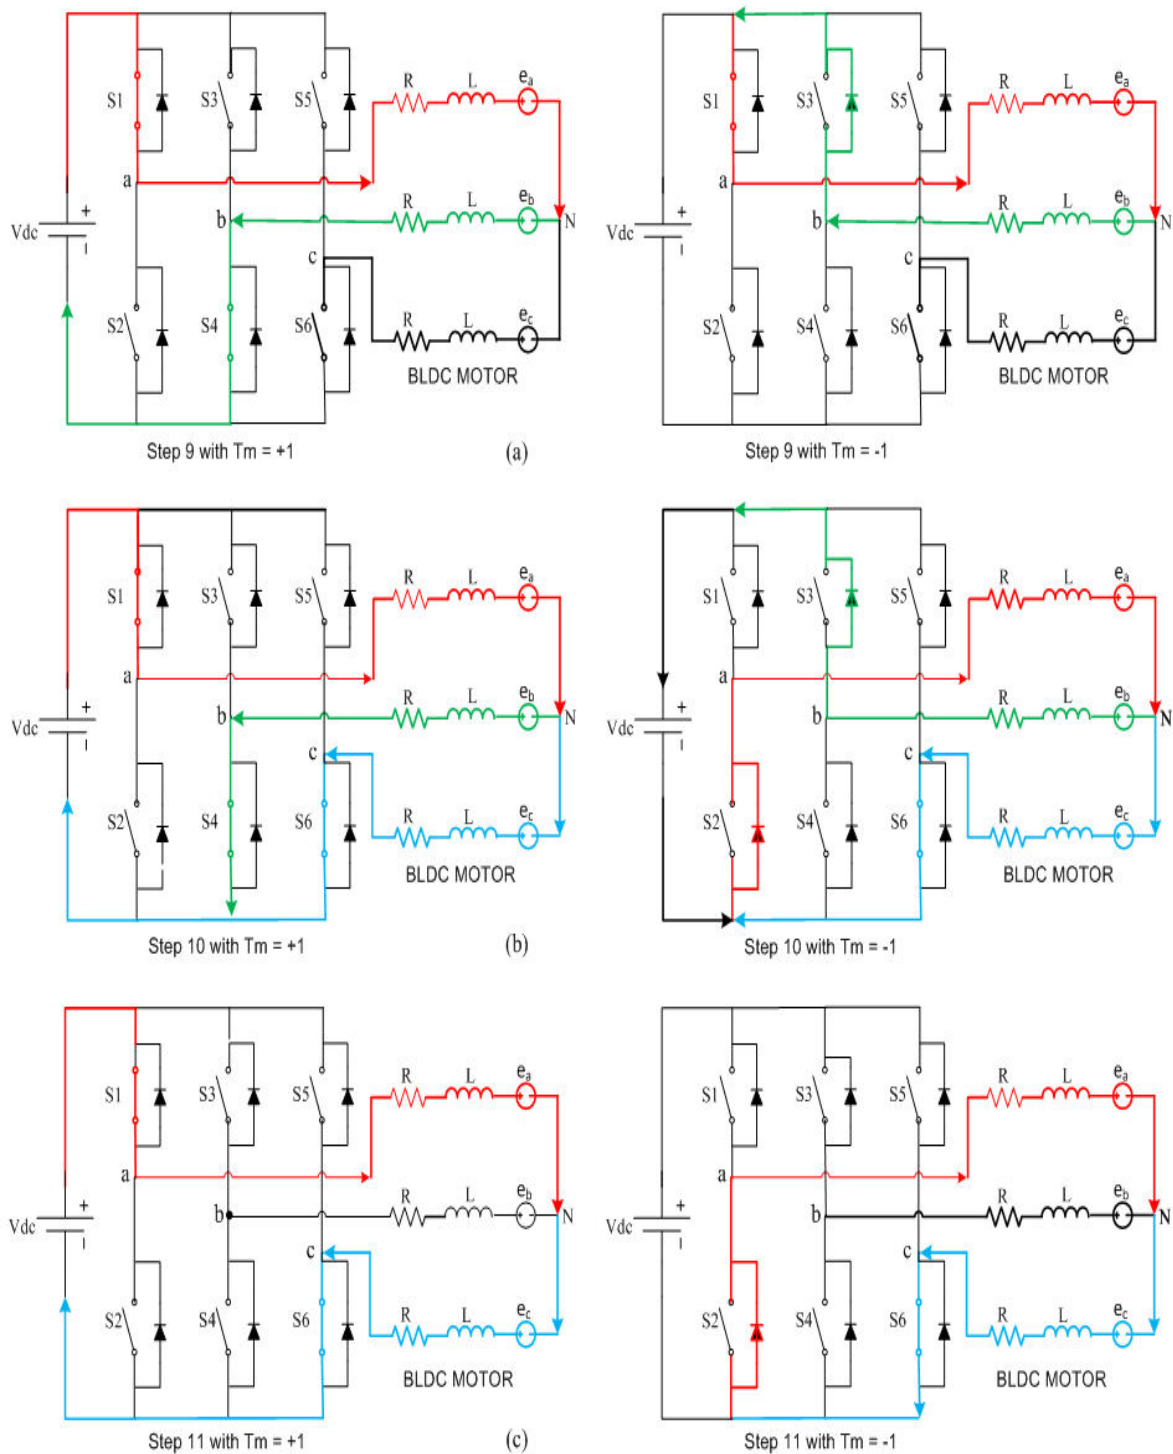 S1 S3 S5 R L ea
a
b R L eb N
Vdc + −
c
S2 S4 S6 R L ec
BLDC MOTOR
Step 9 with Tm = +1
S1 S3 S5 R L ea
a
b R L eb N
Vdc + −
c
S2 S4 S6 R L ec
BLDC MOTOR
Step 9 with Tm = -1
(a)
S1 S3 S5 R L ea
a
b R L eb N
Vdc + −
c
S2 S4 S6 R L ec
BLDC MOTOR
Step 10 with Tm = +1
S1 S3 S5 R L ea
a
b R L eb N
Vdc + −
c
S2 S4 S6 R L ec
BLDC MOTOR
Step 10 with Tm = -1
(b)
S1 S3 S5 R L ea
a
b R L eb N
Vdc + −
c
S2 S4 S6 R L ec
BLDC MOTOR
Step 11 with Tm = +1
S1 S3 S5 R L ea
a
b R L eb N
Vdc + −
c
S2 S4 S6 R L ec
BLDC MOTOR
Step 11 with Tm = -1
(c)